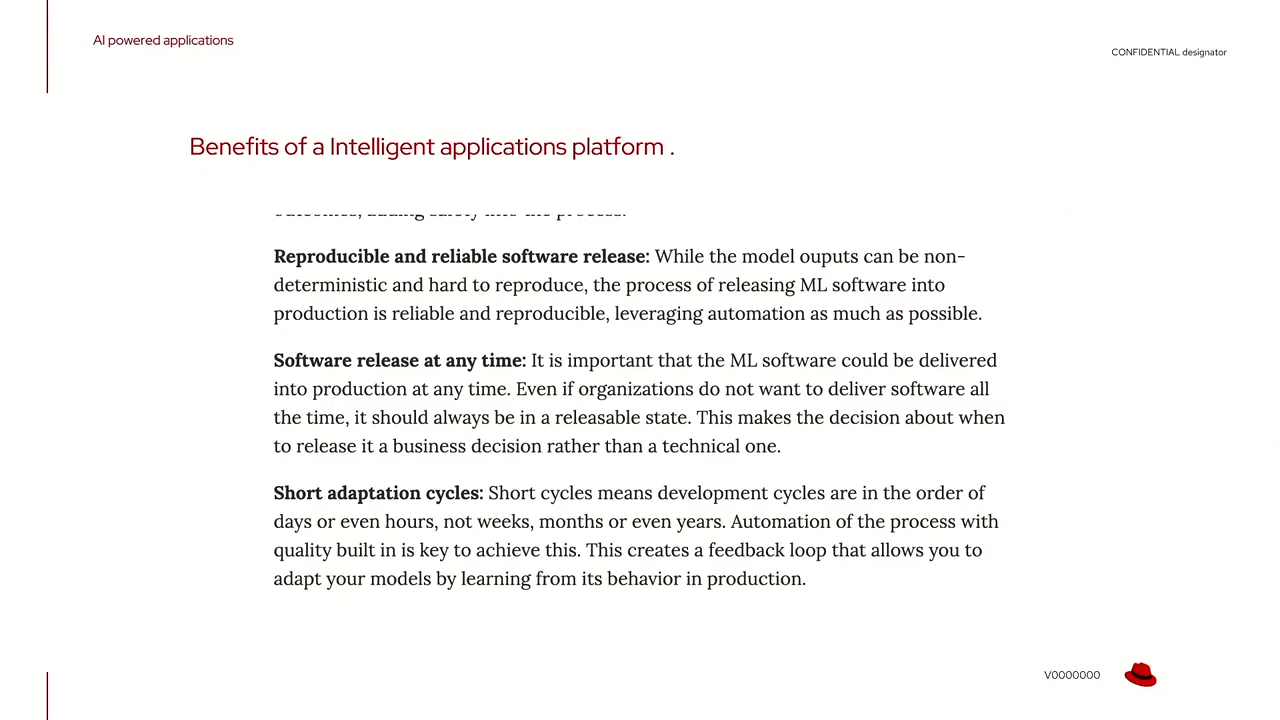 AI powered applications
CONFIDENTIAL designator
Benefits of a Intelligent applications platform .
outcomes, adding safety into the process.
Reproducible and reliable software release: While the model ouputs can be non-
deterministic and hard to reproduce, the process of releasing ML software into
production is reliable and reproducible, leveraging automation as much as possible.
Software release at any time: It is important that the ML software could be delivered
into production at any time. Even if organizations do not want to deliver software all
the time, it should always be in a releasable state. This makes the decision about when
to release it a business decision rather than a technical one.
Short adaptation cycles: Short cycles means development cycles are in the order of
days or even hours, not weeks, months or even years. Automation of the process with
quality built in is key to achieve this. This creates a feedback loop that allows you to
adapt your models by learning from its behavior in production.
V0000000